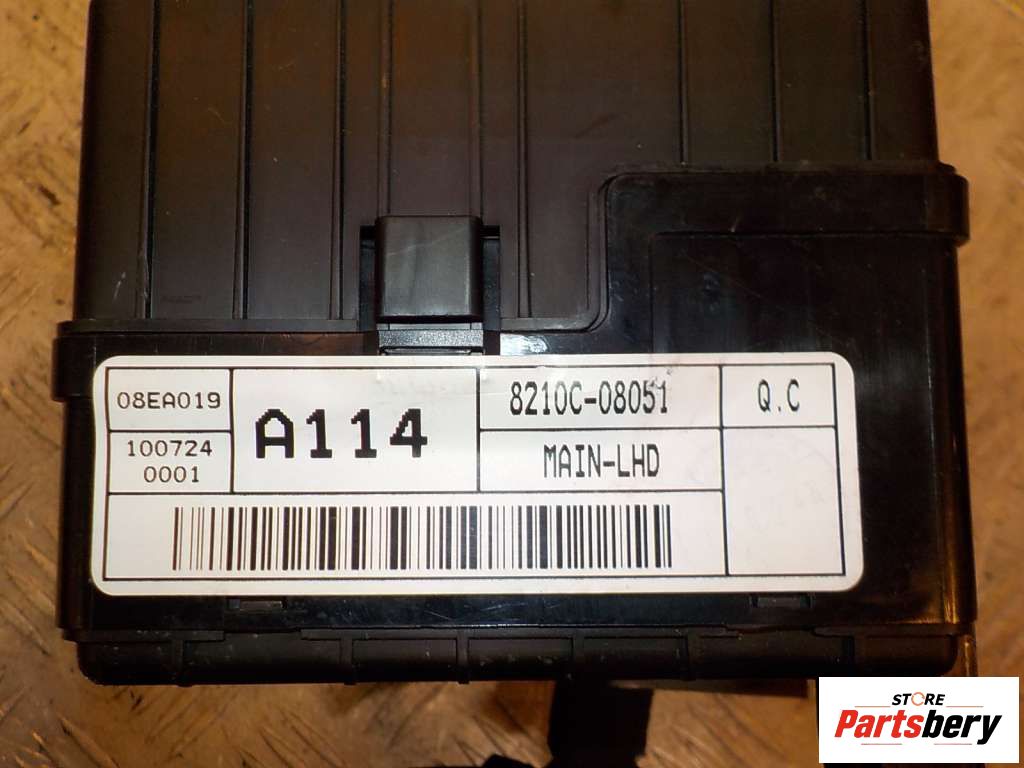 08EA019
A114
8210C-08051
Q.C
100724
0001
MAIN-LHD
STORE
Partsbery